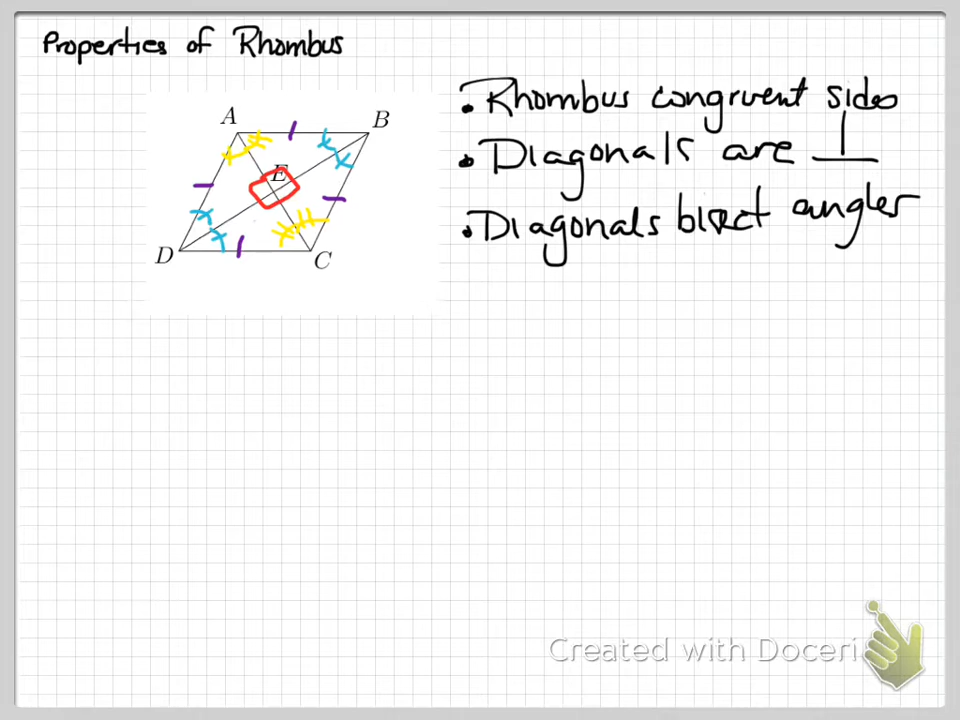 Properties of Rhombus
• Rhombus congruent sides
• Diagonals are ⊥
• Diagonals bisect angles
A
B
E
D
C
Created with Doceri